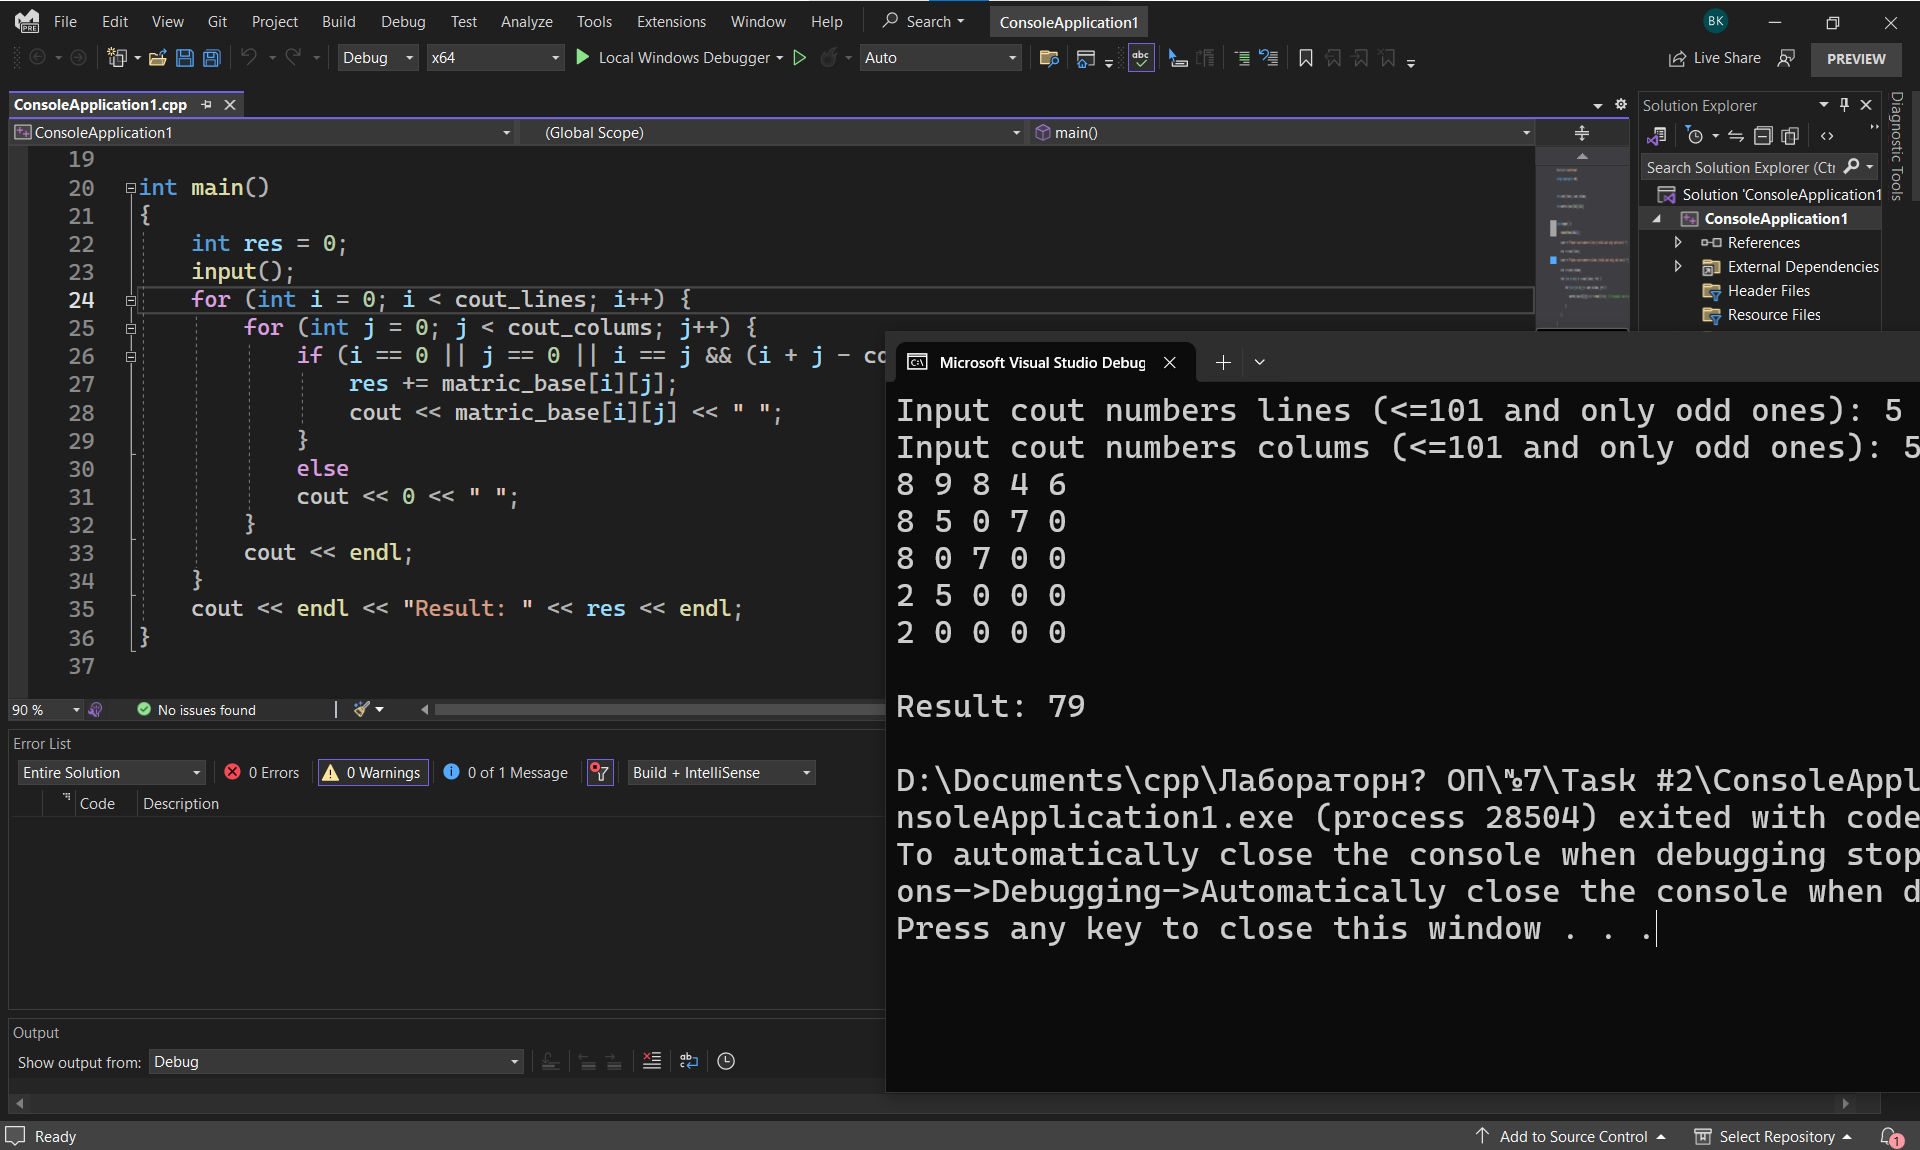 File Edit View Git Project Build Debug Test Analyze Tools Extensions Window Help Search ConsoleApplication1 BK
Debug x64 Local Windows Debugger Auto Live Share PREVIEW
ConsoleApplication1.cpp
ConsoleApplication1 (Global Scope) main()
19
20 int main()
21 {
22 int res = 0;
23 input();
24 for (int i = 0; i < cout_lines; i++) {
25 for (int j = 0; j < cout_colums; j++) {
26 if (i == 0 || j == 0 || i == j && (i + j - co
27 res += matric_base[i][j];
28 cout << matric_base[i][j] << " ";
29 }
30 else
31 cout << 0 << " ";
32 }
33 cout << endl;
34 }
35 cout << endl << "Result: " << res << endl;
36 }
37
90 % No issues found
Solution Explorer
Search Solution Explorer (Ctr
Solution 'ConsoleApplication1
ConsoleApplication1
References
External Dependencies
Header Files
Resource Files
Diagnostic Tools
Microsoft Visual Studio Debug
Input cout numbers lines (<=101 and only odd ones): 5
Input cout numbers colums (<=101 and only odd ones): 5
8 9 8 4 6
8 5 0 7 0
8 0 7 0 0
2 5 0 0 0
2 0 0 0 0
Result: 79
D:\Documents\cpp\Лабораторн? ОП\№7\Task #2\ConsoleAppl
nsoleApplication1.exe (process 28504) exited with code
To automatically close the console when debugging stop
ons->Debugging->Automatically close the console when d
Press any key to close this window . . .
Error List
Entire Solution 0 Errors 0 Warnings 0 of 1 Message Build + IntelliSense
Code Description
Output
Show output from: Debug
Ready Add to Source Control Select Repository 1